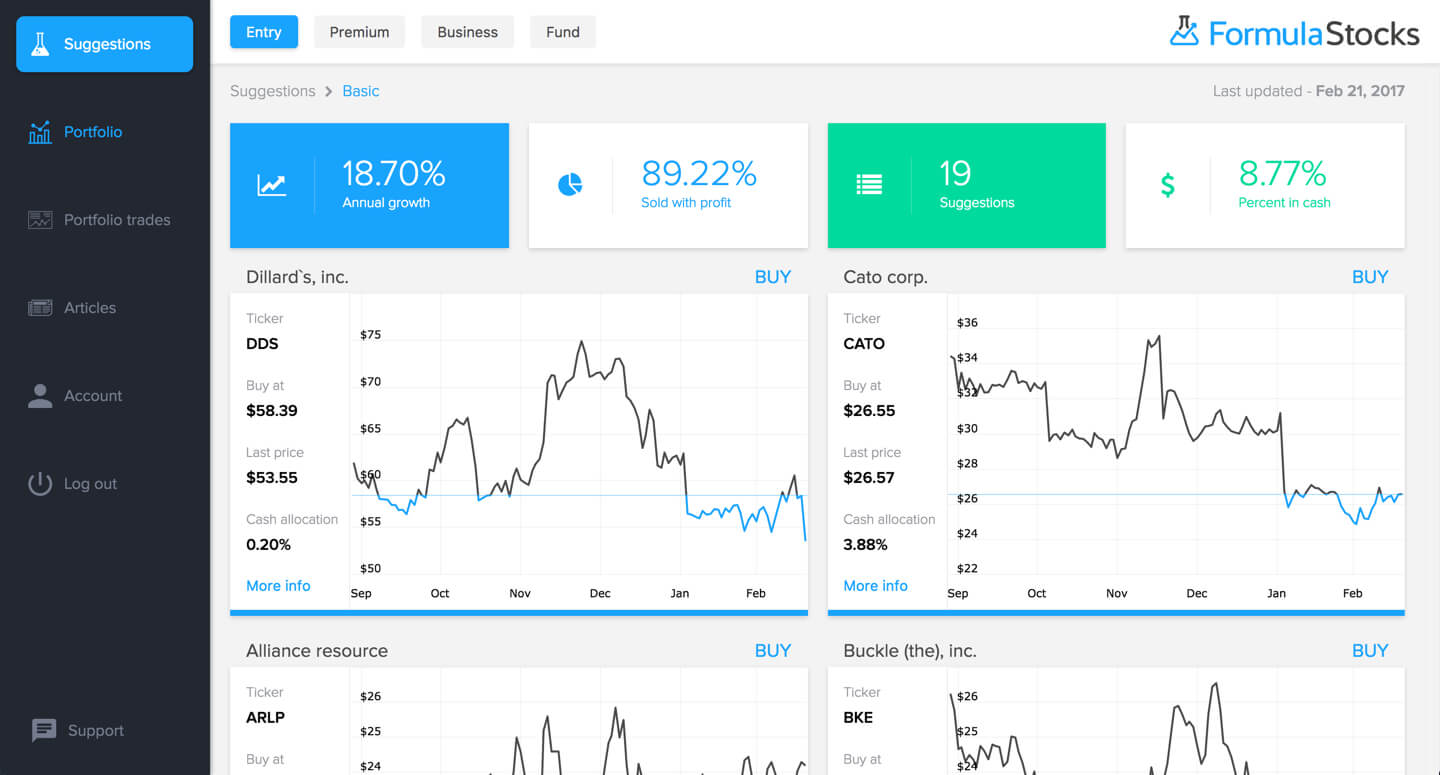 Suggestions
Portfolio
Portfolio trades
Articles
Account
Log out
Support
Entry Premium Business Fund
FormulaStocks
Suggestions > Basic
Last updated - Feb 21, 2017
18.70%
Annual growth
89.22%
Sold with profit
19
Suggestions
8.77%
Percent in cash
Dillard`s, inc. BUY
Ticker
DDS
Buy at
$58.39
Last price
$53.55
Cash allocation
0.20%
More info
$75
$70
$65
$60
$55
$50
Sep Oct Nov Dec Jan Feb
Cato corp. BUY
Ticker
CATO
Buy at
$26.55
Last price
$26.57
Cash allocation
3.88%
More info
$36
$34
$32
$30
$28
$26
$24
$22
Sep Oct Nov Dec Jan Feb
Alliance resource BUY
Ticker
ARLP
Buy at
$26
$25
$24
Buckle (the), inc. BUY
Ticker
BKE
Buy at
$26
$25
$24